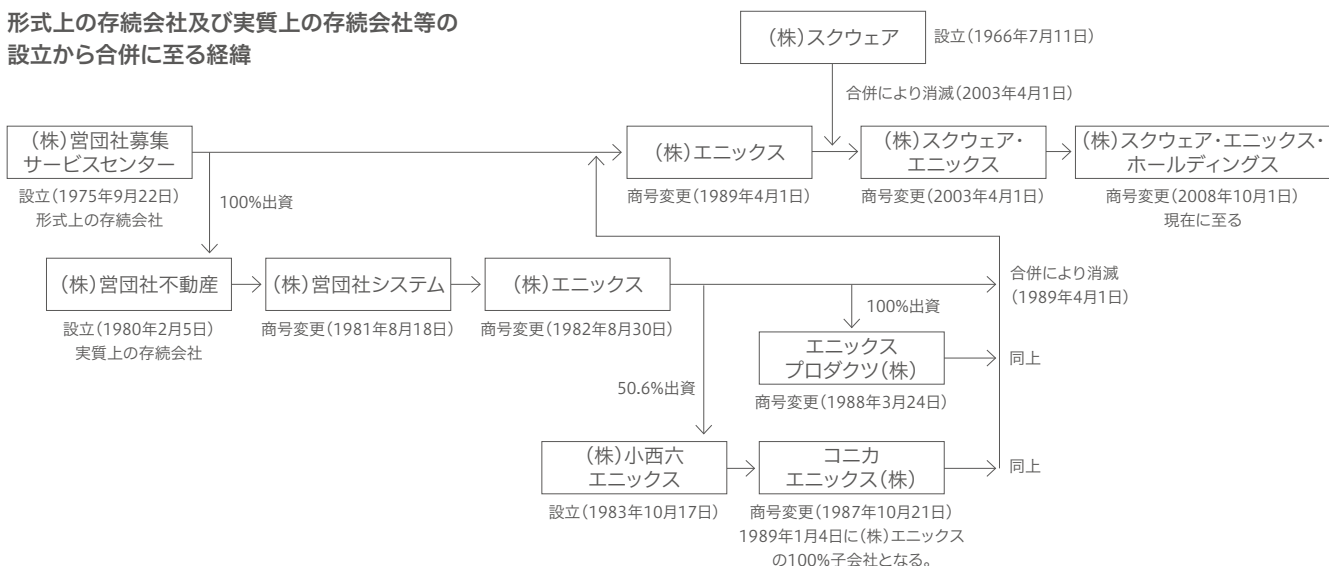 形式上の存続会社及び実質上の存続会社等の
設立から合併に至る経緯
(株)スクウェア
設立(1966年7月11日)
合併により消滅(2003年4月1日)
(株)営団社募集
サービスセンター
設立(1975年9月22日)
形式上の存続会社
100%出資
(株)エニックス
商号変更(1989年4月1日)
(株)スクウェア・
エニックス
商号変更(2003年4月1日)
(株)スクウェア・エニックス・
ホールディングス
商号変更(2008年10月1日)
現在に至る
(株)営団社不動産
設立(1980年2月5日)
実質上の存続会社
(株)営団社システム
商号変更(1981年8月18日)
(株)エニックス
商号変更(1982年8月30日)
合併により消滅
(1989年4月1日)
100%出資
エニックス
プロダクツ(株)
商号変更(1988年3月24日)
同上
50.6%出資
(株)小西六
エニックス
設立(1983年10月17日)
コニカ
エニックス(株)
商号変更(1987年10月21日)
1989年1月4日に(株)エニックス
の100%子会社となる。
同上